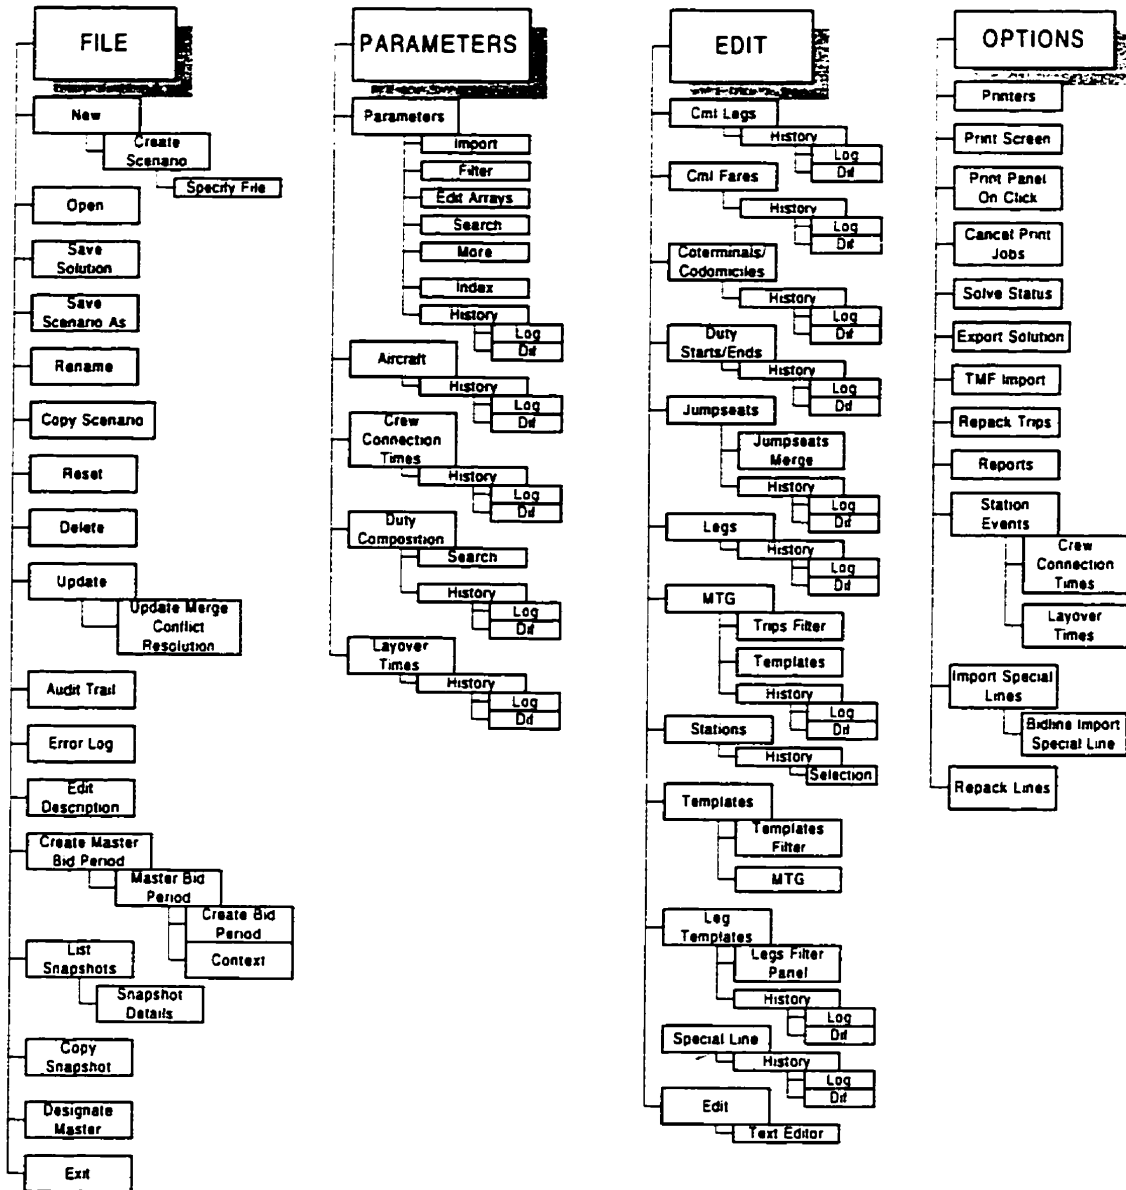 FILE
New
Create
Scenario
Specify File
Open
Save
Solution
Save
Scenario As
Rename
Copy Scenario
Reset
Delete
Update
Update Merge
Conflict
Resolution
Audit Trail
Error Log
Edit
Description
Create Master
Bid Period
Master Bid
Period
Create Bid
Period
Context
List
Snapshots
Snapshot
Details
Copy
Snapshot
Designate
Master
Exit
PARAMETERS
Parameters
Import
Filter
Edit Arrays
Search
More
Index
History
Log
Dif
Aircraft
History
Log
Dif
Crew
Connection
Times
History
Log
Dif
Duty
Composition
Search
History
Log
Dif
Layover
Times
History
Log
Dif
EDIT
Cml Legs
History
Log
Dif
Cml Fares
History
Log
Dif
Coterminals/
Codomiciles
History
Log
Dif
Duty
Starts/Ends
History
Log
Dif
Jumpseats
Jumpseats
Merge
History
Log
Dif
Legs
History
Log
Dif
MTG
Trips Filter
Templates
History
Log
Dif
Stations
History
Selection
Templates
Templates
Filter
MTG
Leg
Templates
Legs Filter
Panel
History
Log
Dif
Special Line
History
Log
Dif
Edit
Text Editor
OPTIONS
Printers
Print Screen
Print Panel
On Click
Cancel Print
Jobs
Solve Status
Export Solution
TMF Import
Repack Trips
Reports
Station
Events
Crew
Connection
Times
Layover
Times
Import Special
Lines
Bidline Import
Special Line
Repack Lines